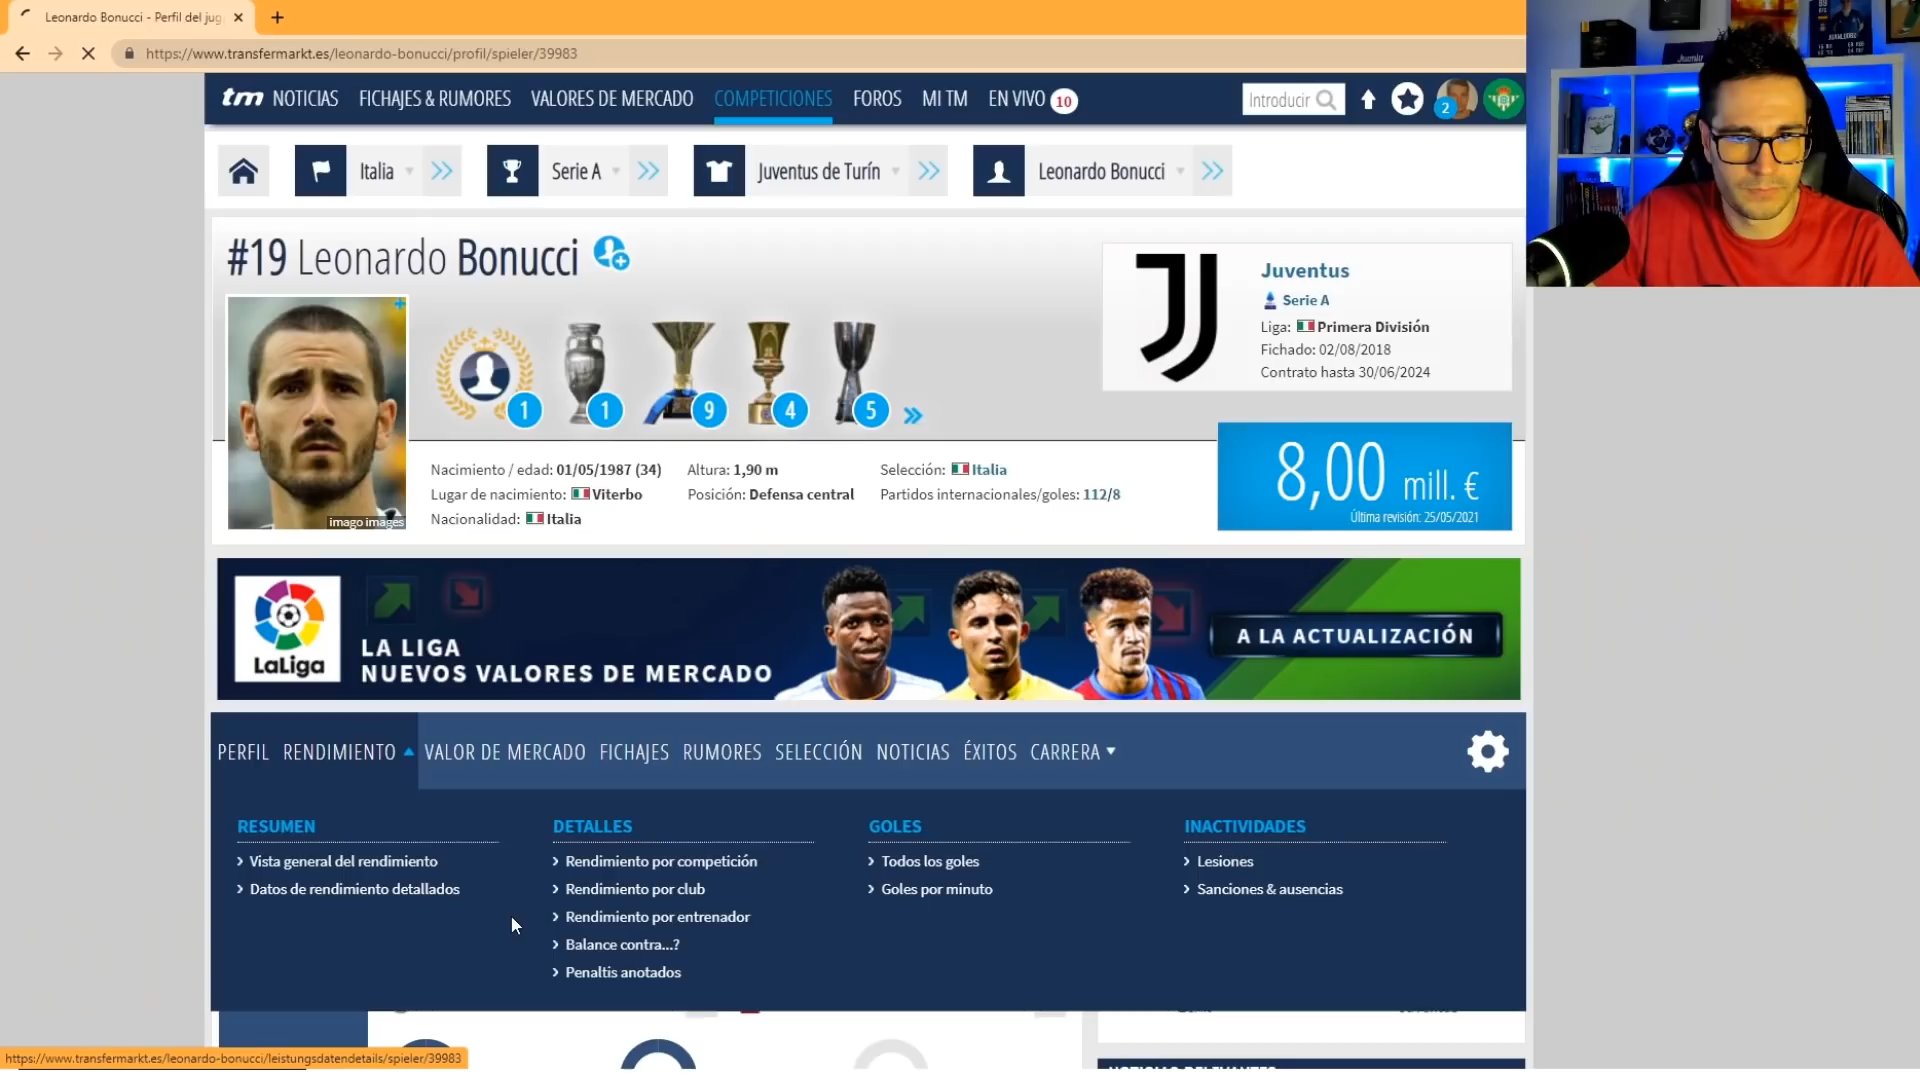 Leonardo Bonucci - Perfil del jug
https://www.transfermarkt.es/leonardo-bonucci/profil/spieler/39983
tm NOTICIAS FICHAJES & RUMORES VALORES DE MERCADO COMPETICIONES FOROS MI TM EN VIVO 10 Introducir 2
Italia Serie A Juventus de Turín Leonardo Bonucci
#19 Leonardo Bonucci
Juventus
Serie A
Liga: Primera División
Fichado: 02/08/2018
Contrato hasta 30/06/2024
1 1 9 4 5
8,00 mill. €
Última revisión: 25/05/2021
imago images
Nacimiento / edad: 01/05/1987 (34) Altura: 1,90 m Selección: Italia
Lugar de nacimiento: Viterbo Posición: Defensa central Partidos internacionales/goles: 112/8
Nacionalidad: Italia
LaLiga
LA LIGA
NUEVOS VALORES DE MERCADO
A LA ACTUALIZACIÓN
PERFIL RENDIMIENTO VALOR DE MERCADO FICHAJES RUMORES SELECCIÓN NOTICIAS ÉXITOS CARRERA
RESUMEN
Vista general del rendimiento
Datos de rendimiento detallados
DETALLES
Rendimiento por competición
Rendimiento por club
Rendimiento por entrenador
Balance contra...?
Penaltis anotados
GOLES
Todos los goles
Goles por minuto
INACTIVIDADES
Lesiones
Sanciones & ausencias
https://www.transfermarkt.es/leonardo-bonucci/leistungsdatendetails/spieler/39983